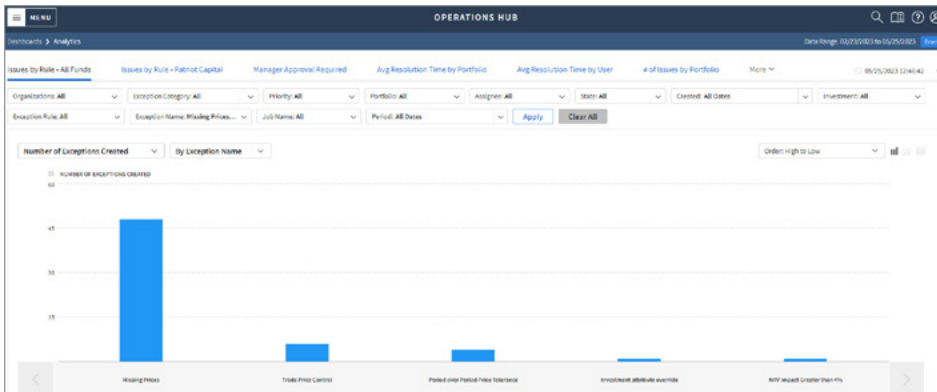 MENU
OPERATIONS HUB
Dashboards > Analytics
Data Range: 02/23/2023 to 05/25/2023
Issues by Rule - All Funds
Issues by Rule - Patriot Capital
Manager Approval Required
Avg Resolution Time by Portfolio
Avg Resolution Time by User
# of Issues by Portfolio
More
05/25/2023 12:46:42
Organizations: All
Exception Category: All
Priority: All
Portfolio: All
Assignee: All
State: All
Created: All Dates
Investment: All
Exception Rule: All
Exception Name: Missing Prices...
Job Name: All
Period: All Dates
Apply
Clear All
Number of Exceptions Created
By Exception Name
Order: High to Low
NUMBER OF EXCEPTIONS CREATED
60
45
30
15
Missing Prices
Trade Price Control
Period over Period Price Tolerance
Investment attribute override
NAV impact Greater than 4%